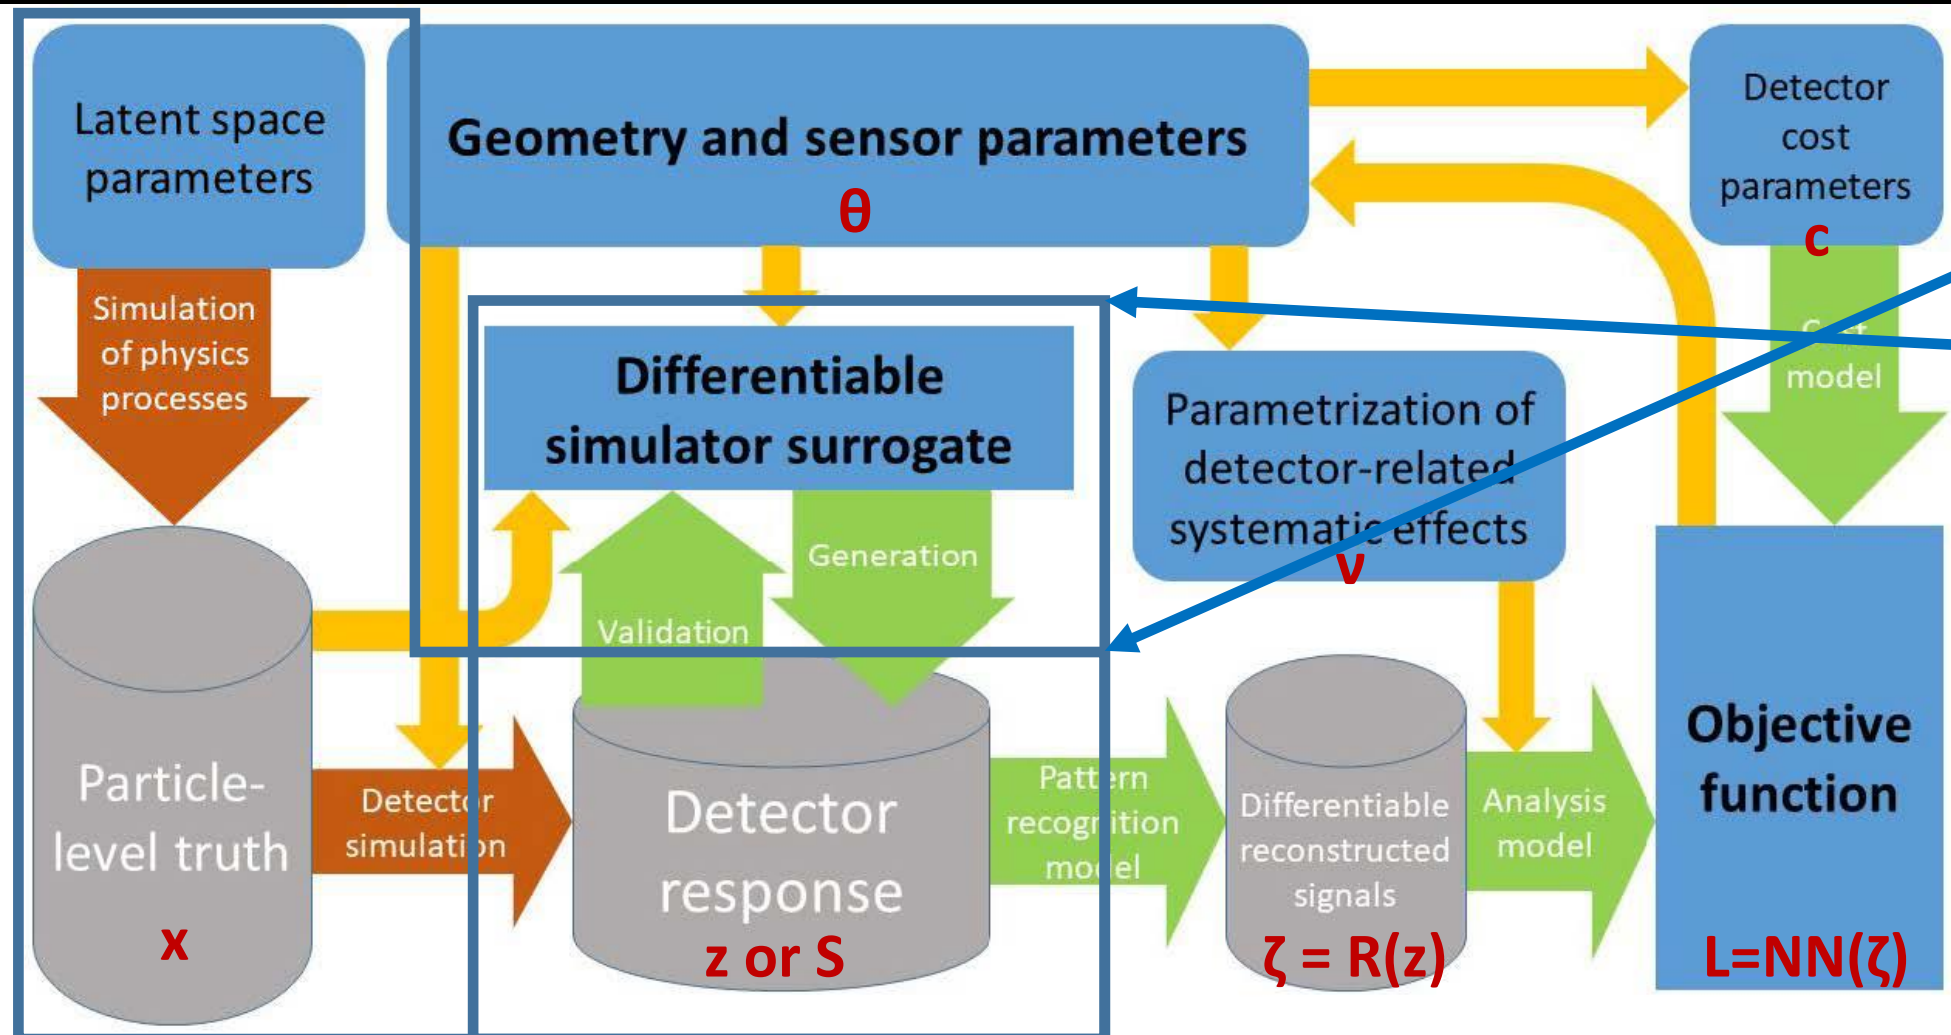 Latent space
parameters
Geometry and sensor parameters
θ
Detector
cost
parameters
c
Simulation
of physics
processes
Cost
model
Differentiable
simulator surrogate
Parametrization of
detector-related
systematic effects
ν
Generation
Validation
Particle-
level truth
x
Detector
simulation
Detector
response
z or S
Pattern
recognition
model
Differentiable
reconstructed
signals
ζ = R(z)
Analysis
model
Objective
function
L=NN(ζ)